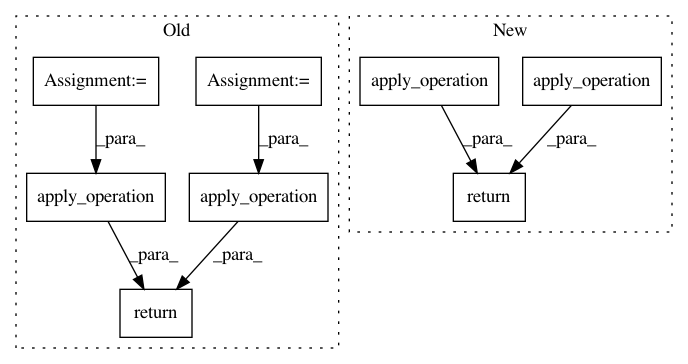 Old
New
Assignment:=
Assignment:=
apply_operation
apply_operation
_para_
_para_
_para_
_para_
apply_operation
apply_operation
return
_para_
_para_
return